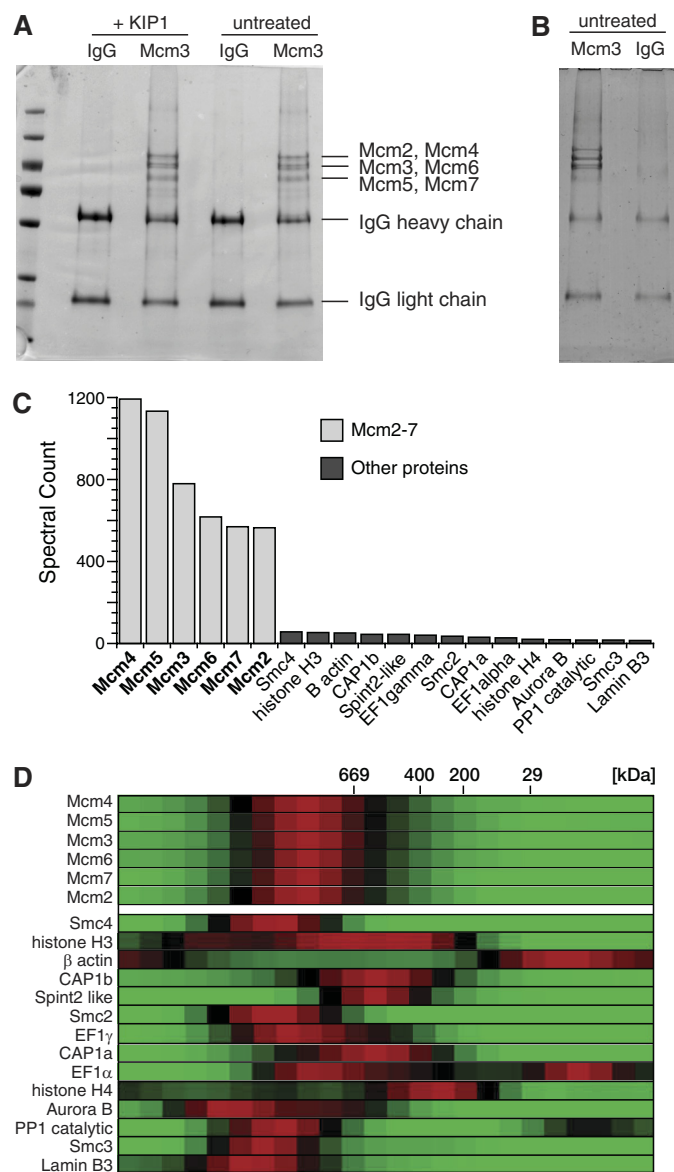 A
+ KIP1
untreated
IgG
Mcm3
IgG
Mcm3
Mcm2, Mcm4
Mcm3, Mcm6
Mcm5, Mcm7
IgG heavy chain
IgG light chain
B
untreated
Mcm3
IgG
C
Spectral Count
1200
800
400
0
Mcm2-7
Other proteins
Mcm4
Mcm5
Mcm3
Mcm6
Mcm7
Mcm2
Smc4
histone H3
B actin
CAP1b
Spint2-like
EF1gamma
Smc2
CAP1a
EF1alpha
histone H4
Aurora B
PP1 catalytic
Smc3
Lamin B3
D
669
400
200
29
[kDa]
Mcm4
Mcm5
Mcm3
Mcm6
Mcm7
Mcm2
Smc4
histone H3
β actin
CAP1b
Spint2 like
Smc2
EF1γ
CAP1a
EF1α
histone H4
Aurora B
PP1 catalytic
Smc3
Lamin B3